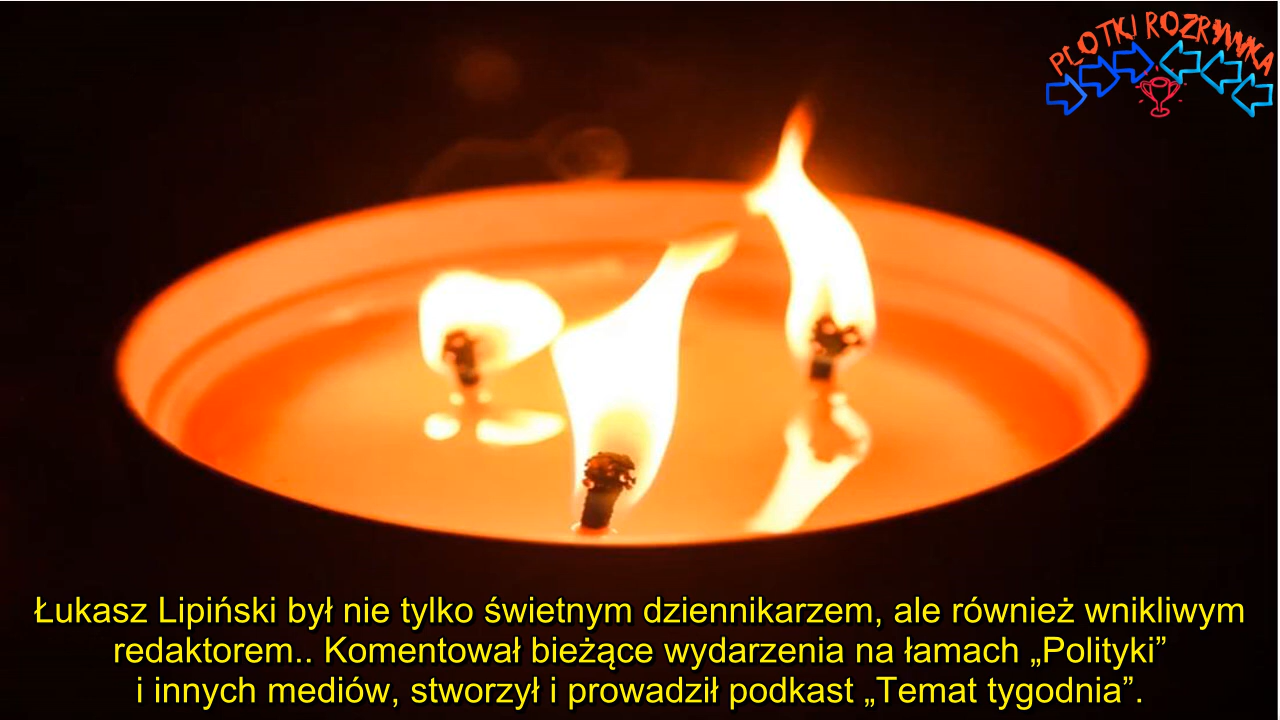 PLOTKI ROZRYWKA
Łukasz Lipiński był nie tylko świetnym dziennikarzem, ale również wnikliwym
redaktorem.. Komentował bieżące wydarzenia na łamach „Polityki”
i innych mediów, stworzył i prowadził podkast „Temat tygodnia”.